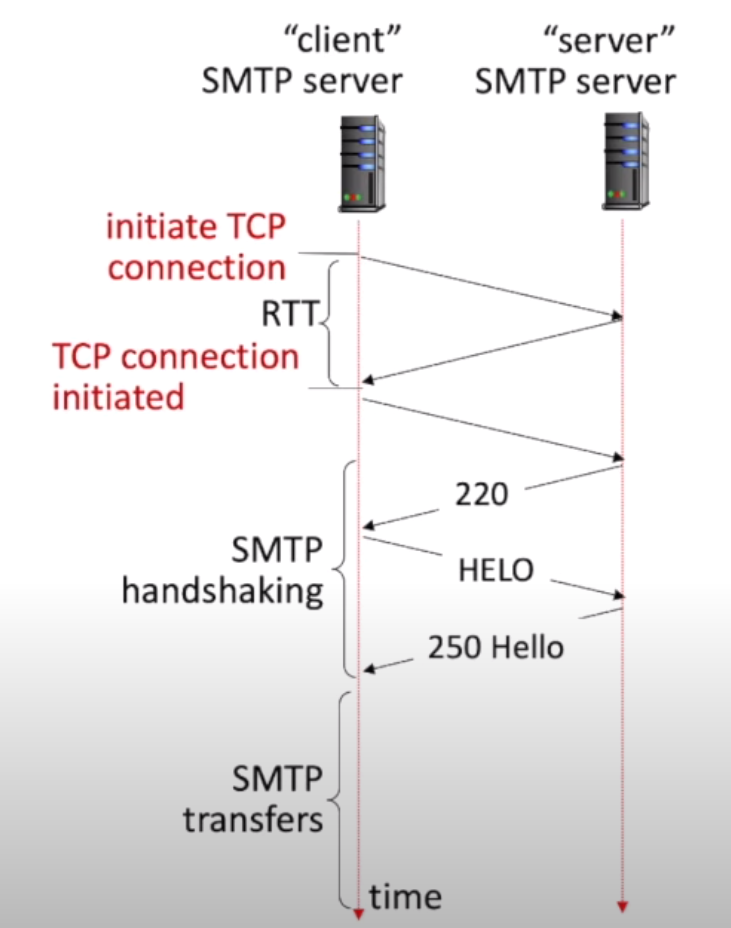 “client”
SMTP server
“server”
SMTP server
initiate TCP
connection
RTT
TCP connection
initiated
220
SMTP
handshaking
HELO
250 Hello
SMTP
transfers
time